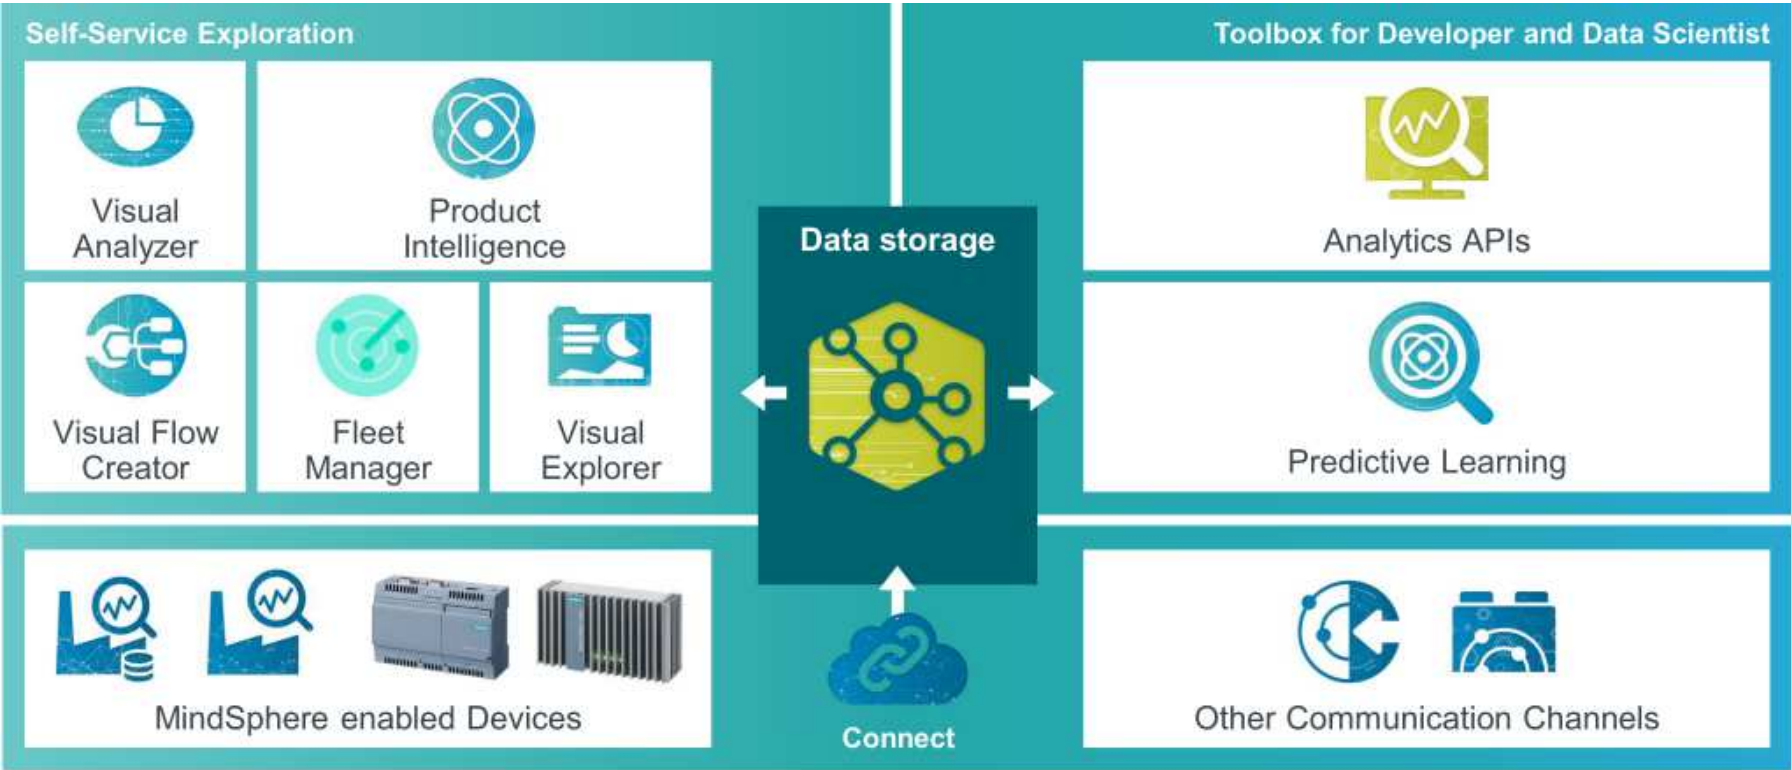 Self-Service Exploration
Toolbox for Developer and Data Scientist
Visual
Analyzer
Product
Intelligence
Visual Flow
Creator
Fleet
Manager
Visual
Explorer
Data storage
Analytics APIs
Predictive Learning
MindSphere enabled Devices
Connect
Other Communication Channels